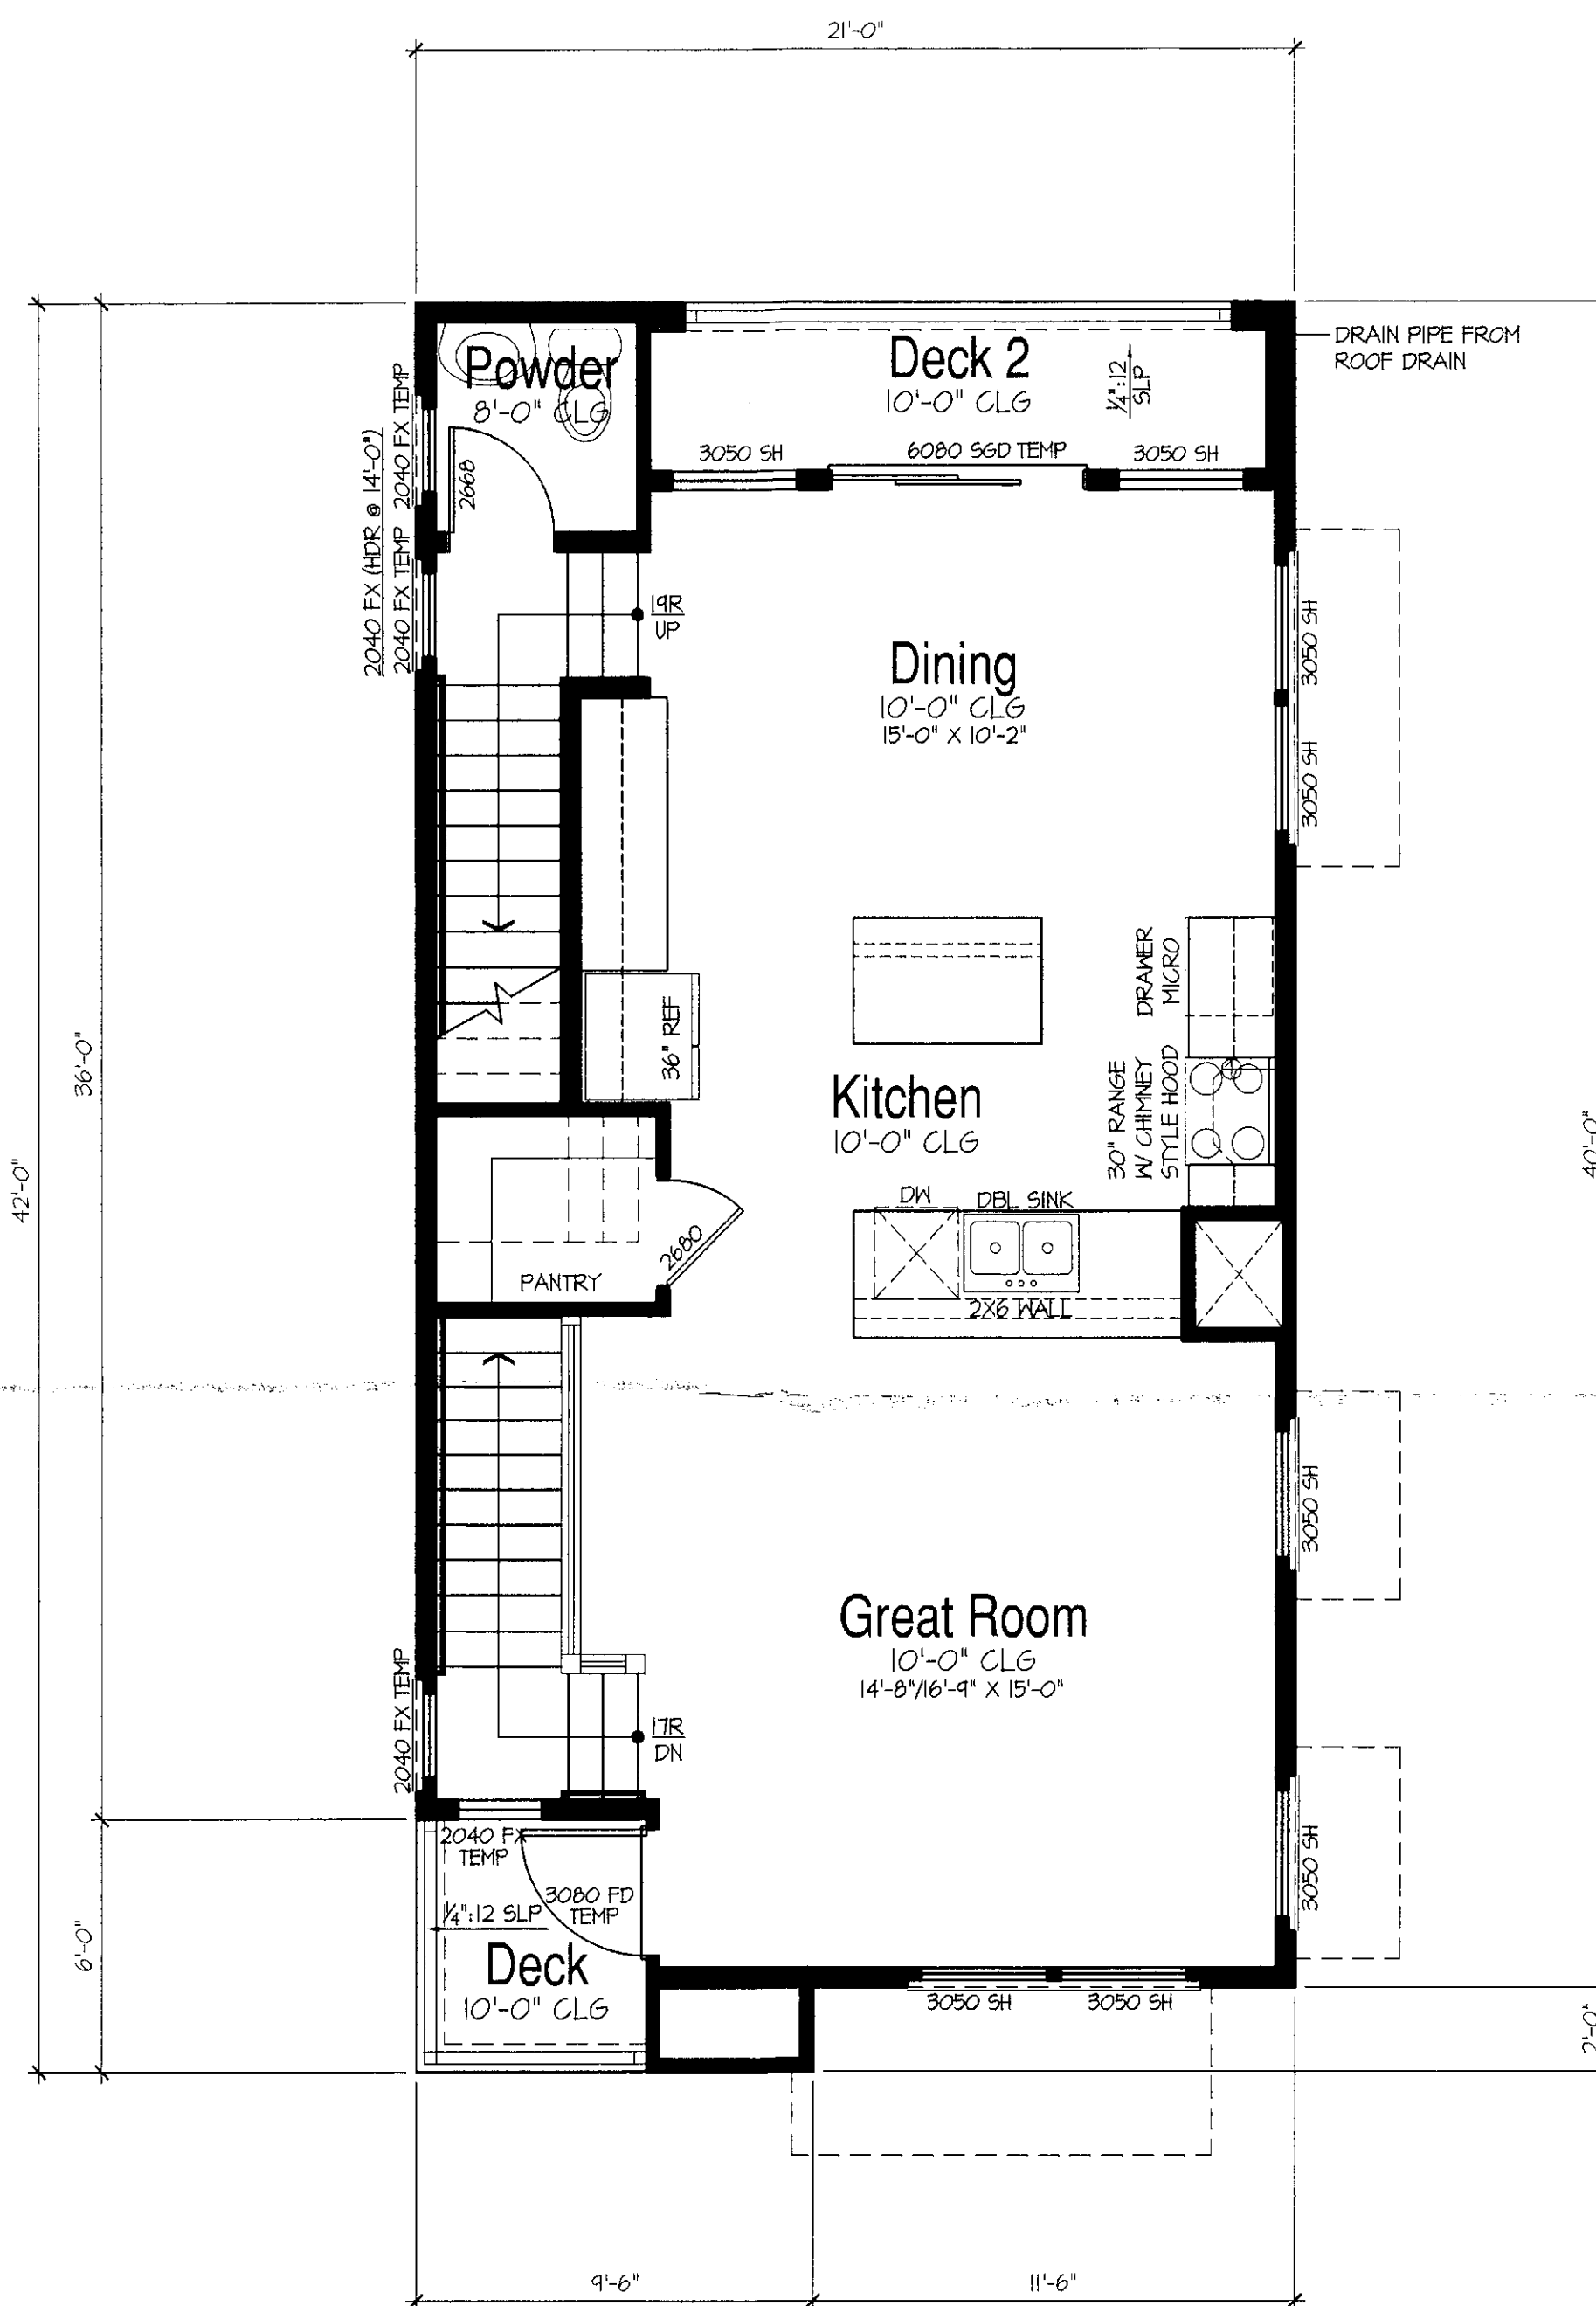 21'-0"
DRAIN PIPE FROM
ROOF DRAIN
Powder
8'-0" CLG
Deck 2
10'-0" CLG
1/4":12
SLP
2040 FX TEMP
2040 FX (HDR @ 14'-0")
2040 FX TEMP
2668
3050 SH
6080 SGD TEMP
3050 SH
19R
UP
Dining
10'-0" CLG
15'-0" X 10'-2"
3050 SH
3050 SH
36'-0"
42'-0"
40'-0"
36" REF
DRAWER
MICRO
Kitchen
10'-0" CLG
30" RANGE
W/ CHIMNEY
STYLE HOOD
DW
DBL SINK
2X6 WALL
2680
PANTRY
3050 SH
Great Room
10'-0" CLG
14'-8"/16'-9" X 15'-0"
2040 FX TEMP
17R
DN
2040 FX
TEMP
3080 FD
TEMP
1/4":12 SLP
Deck
10'-0" CLG
3050 SH
3050 SH
3050 SH
6'-0"
2'-0"
9'-6"
11'-6"